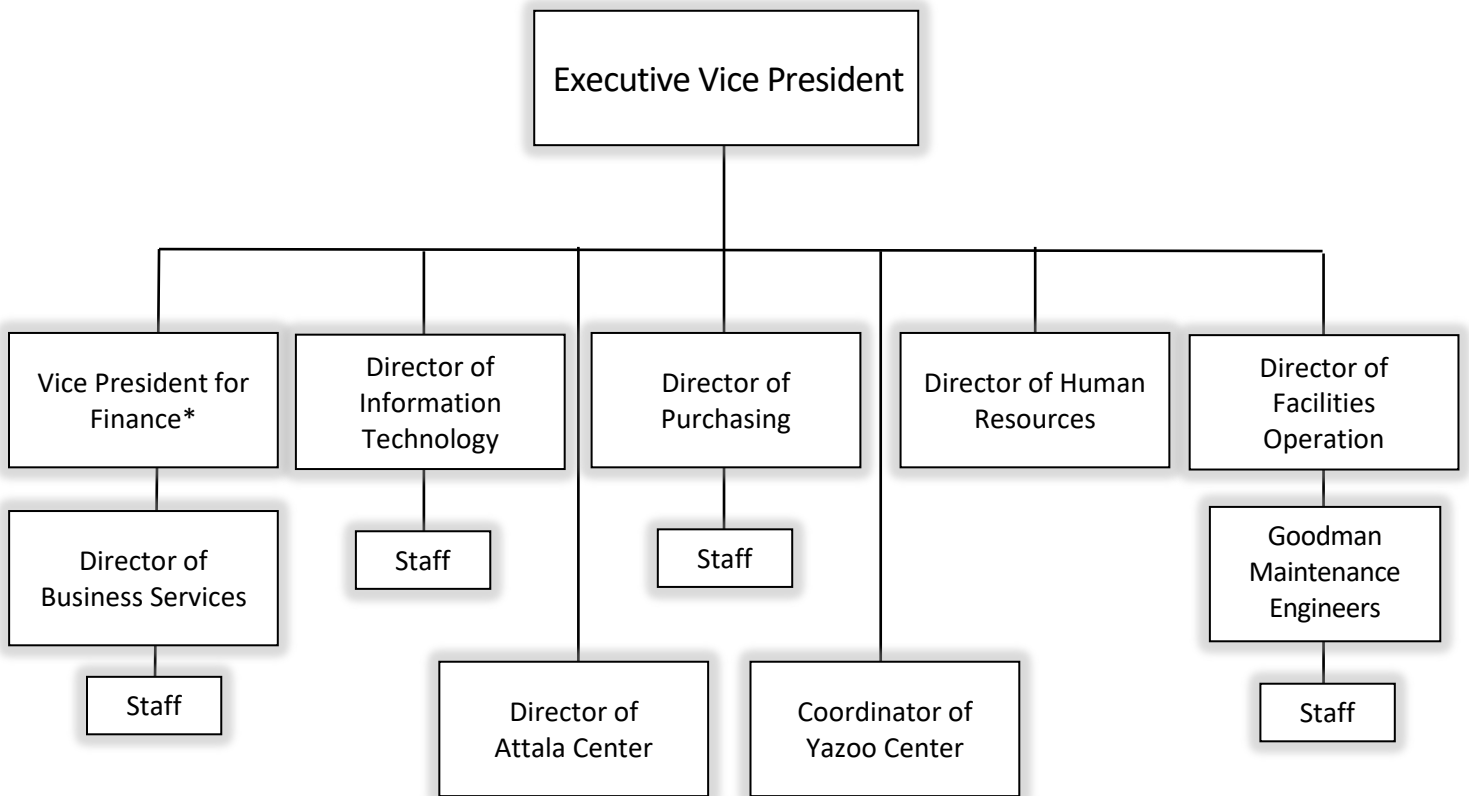 Executive Vice President
Vice President for
Finance*
Director of
Information
Technology
Director of
Purchasing
Director of Human
Resources
Director of
Facilities
Operation
Director of
Business Services
Staff
Staff
Goodman
Maintenance
Engineers
Staff
Director of
Attala Center
Coordinator of
Yazoo Center
Staff